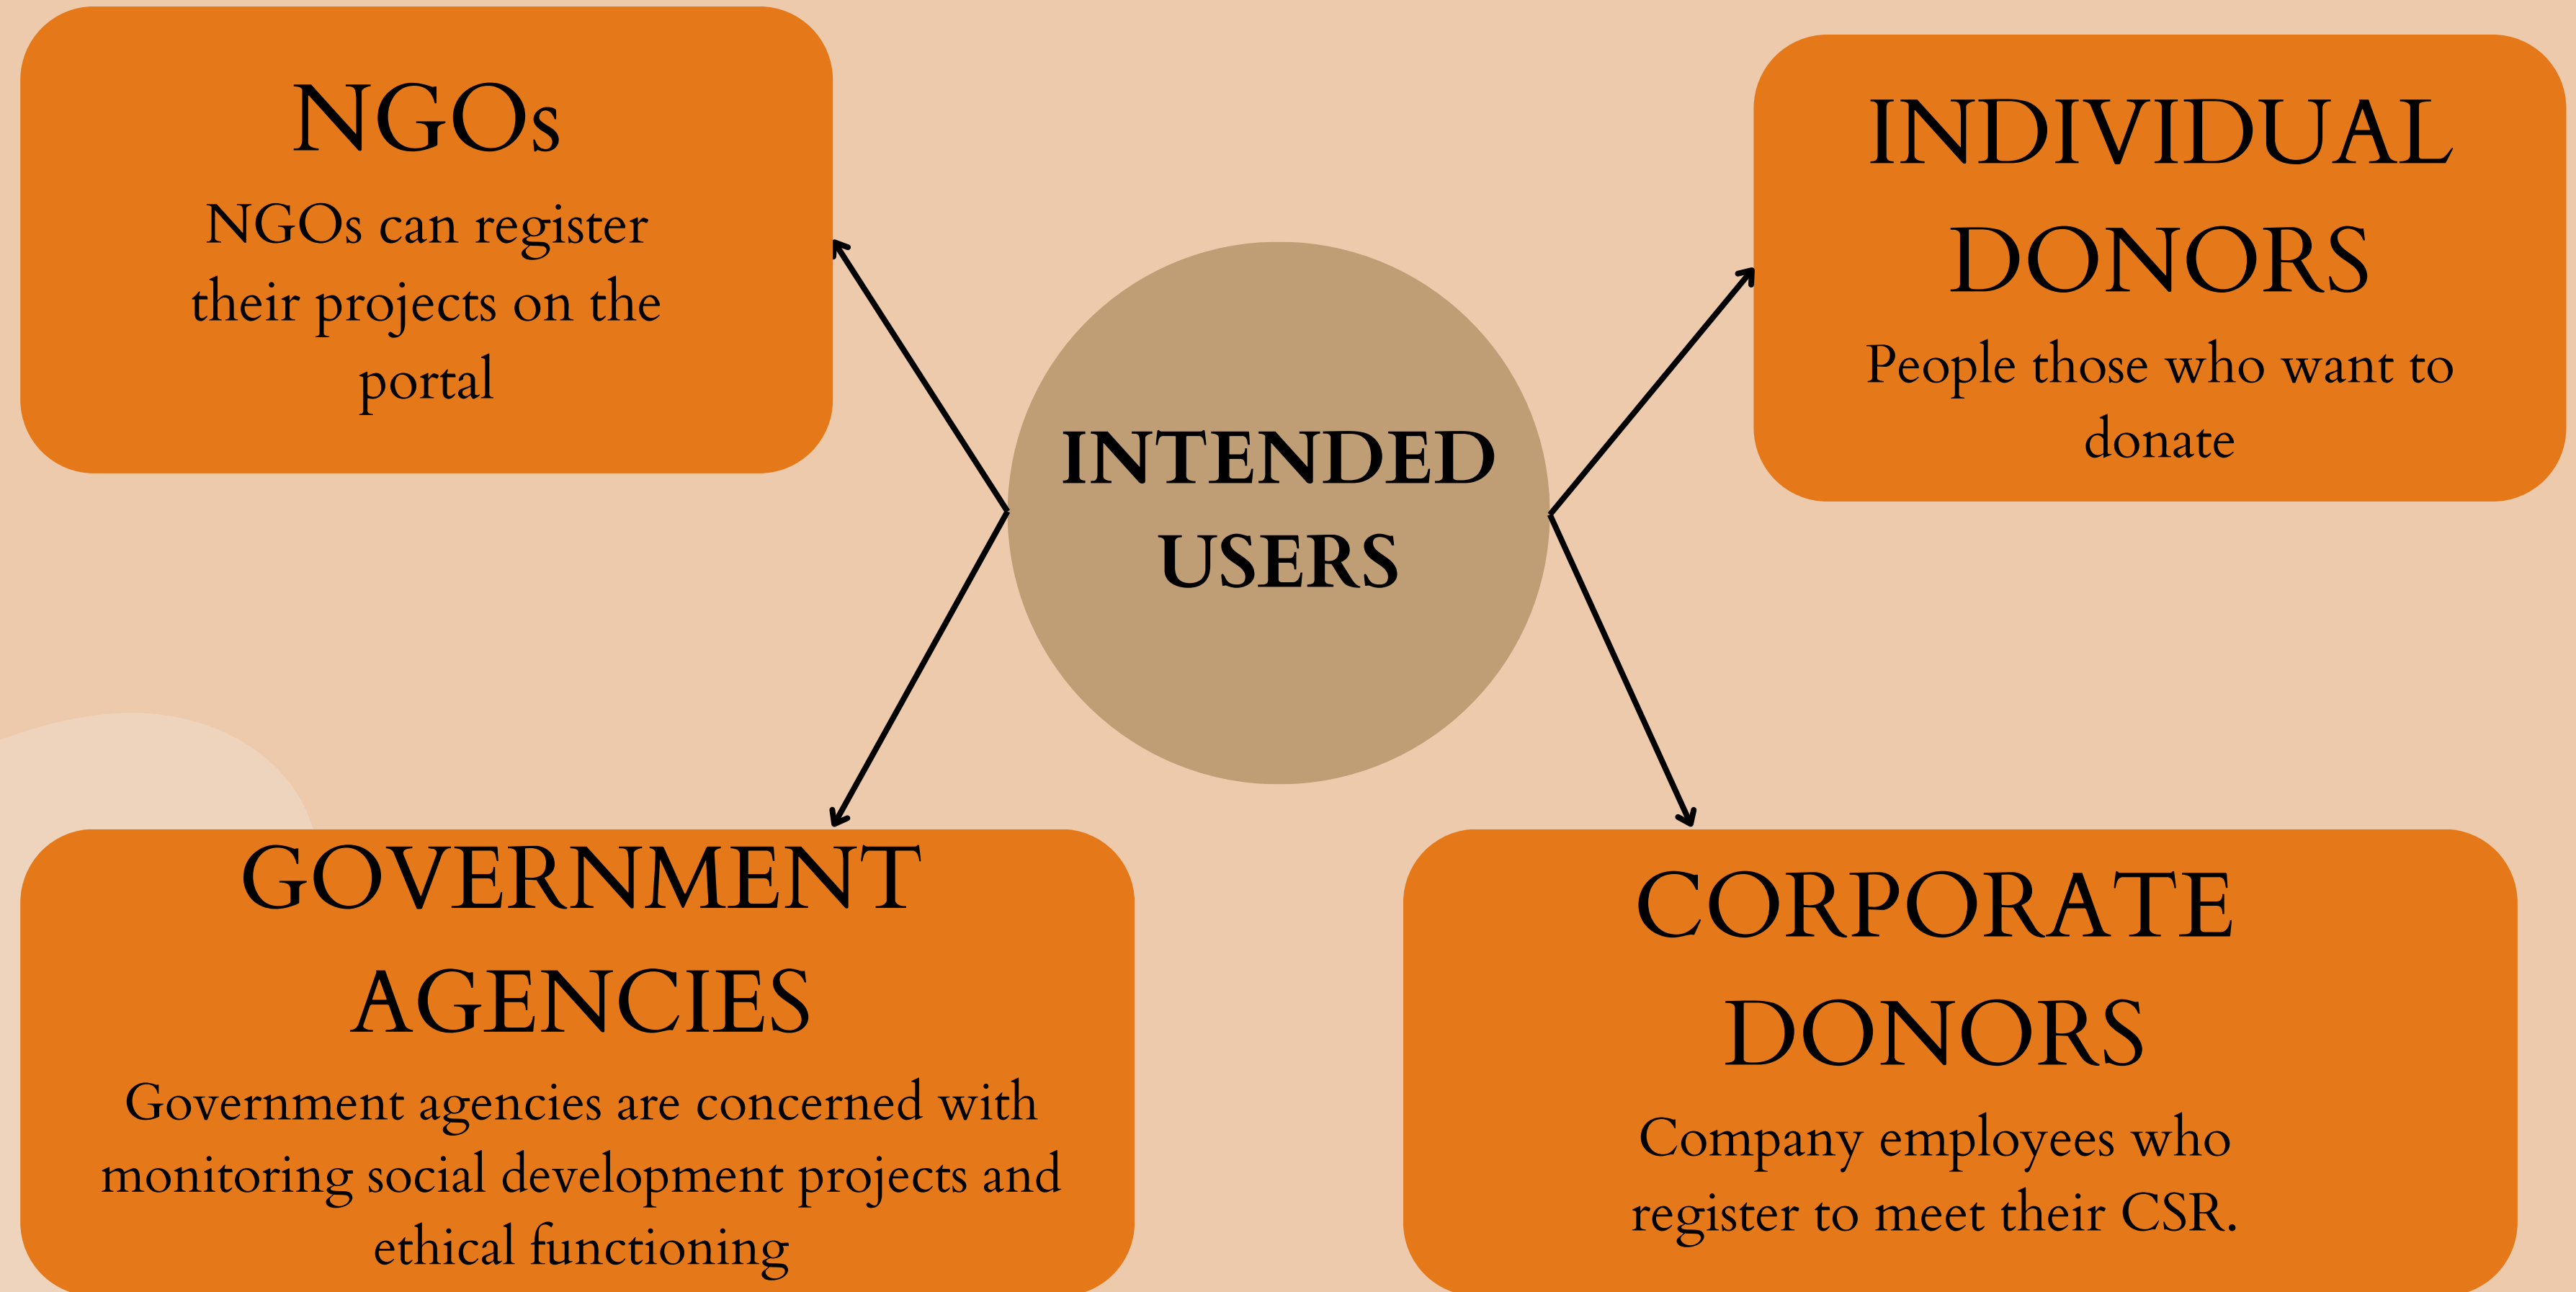 NGOs
NGOs can register
their projects on the
portal
INDIVIDUAL
DONORS
People those who want to
donate
INTENDED
USERS
GOVERNMENT
AGENCIES
Government agencies are concerned with
monitoring social development projects and
ethical functioning
CORPORATE
DONORS
Company employees who
register to meet their CSR.